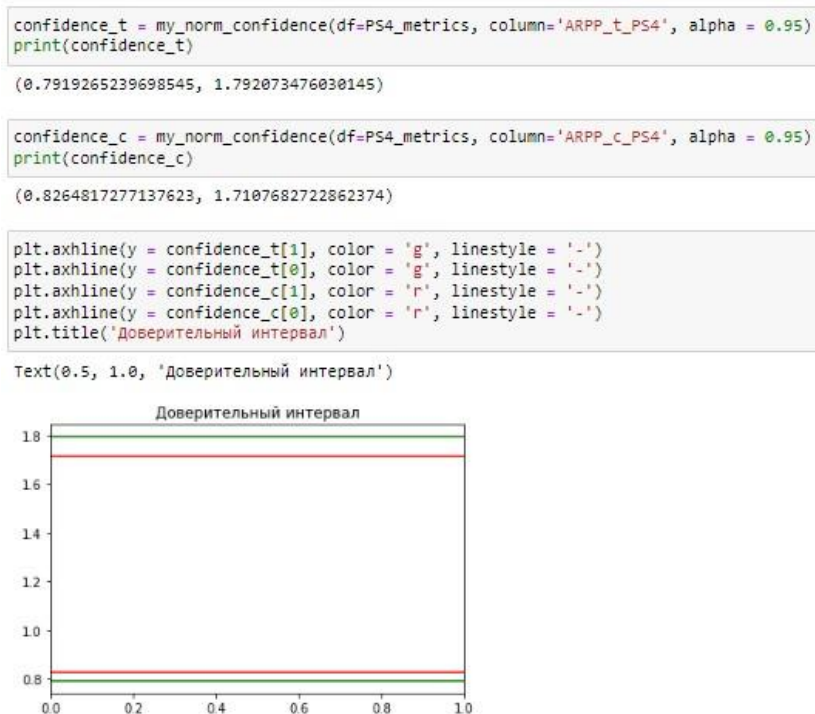 confidence_t = my_norm_confidence(df=PS4_metrics, column='ARPP_t_PS4', alpha = 0.95)
print(confidence_t)
(0.7919265239698545, 1.792073476030145)
confidence_c = my_norm_confidence(df=PS4_metrics, column='ARPP_c_PS4', alpha = 0.95)
print(confidence_c)
(0.8264817277137623, 1.7107682722862374)
plt.axhline(y = confidence_t[1], color = 'g', linestyle = '-')
plt.axhline(y = confidence_t[0], color = 'g', linestyle = '-')
plt.axhline(y = confidence_c[1], color = 'r', linestyle = '-')
plt.axhline(y = confidence_c[0], color = 'r', linestyle = '-')
plt.title('Доверительный интервал')
Text(0.5, 1.0, 'Доверительный интервал')
Доверительный интервал
1.8
1.6
1.4
1.2
1.0
0.8
0.0 0.2 0.4 0.6 0.8 1.0